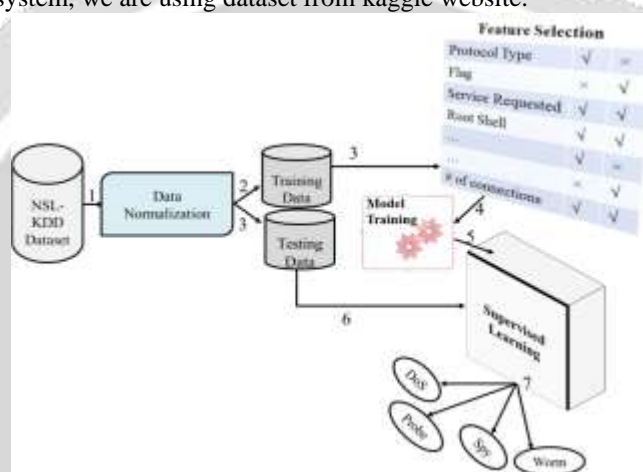 system, we are using dataset from kaggle website.
Feature Selection
Protocol Type √ ×
Flag × √
Service Requested √ √
Root Shell √ √
... √ ×
... × √
# of connections √ √
NSL-
KDD
Dataset
1
Data
Normalization
2
3
Training
Data
Testing
Data
3
Model
Training
4
5
6
Supervised
Learning
7
DoS
Probe
Spy
Worm